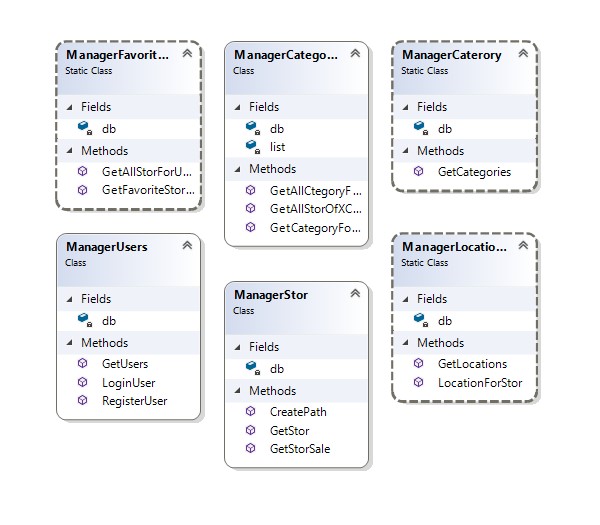 ManagerFavorit...
Static Class
Fields
db
Methods
GetAllStorForU...
GetFavoriteStor...
ManagerCatego...
Class
Fields
db
list
Methods
GetAllCtegoryF...
GetAllStorOfXC...
GetCategoryFo...
ManagerCaterory
Static Class
Fields
db
Methods
GetCategories
ManagerUsers
Class
Fields
db
Methods
GetUsers
LoginUser
RegisterUser
ManagerStor
Class
Fields
db
Methods
CreatePath
GetStor
GetStorSale
ManagerLocatio...
Static Class
Fields
db
Methods
GetLocations
LocationForStor